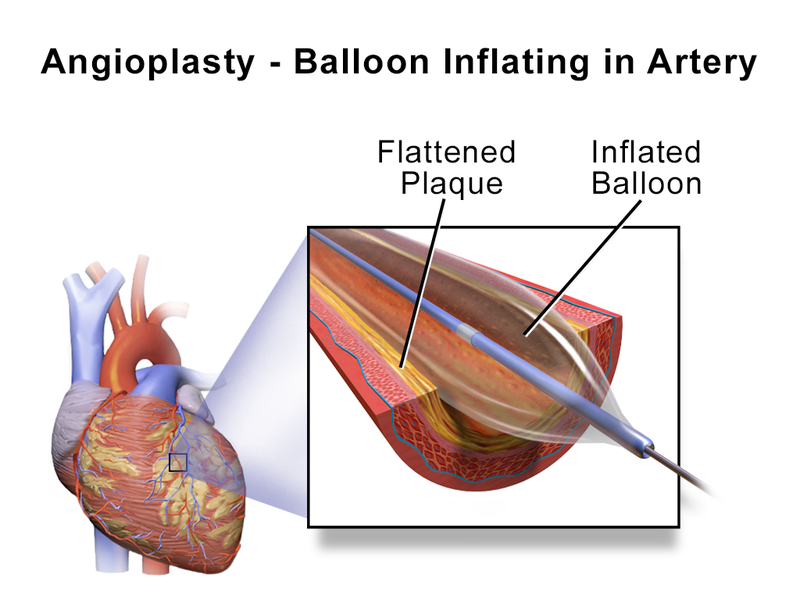 Angioplasty - Balloon Inflating in Artery
Flattened
Plaque
Inflated
Balloon